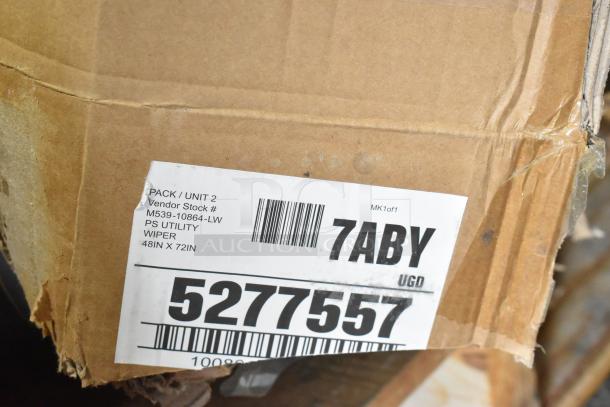 PACK / UNIT 2
Vendor Stock #
M539-10864-LW
PS UTILITY
WIPER
48IN X 72IN
MK1of1
7ABY
UGD
5277557